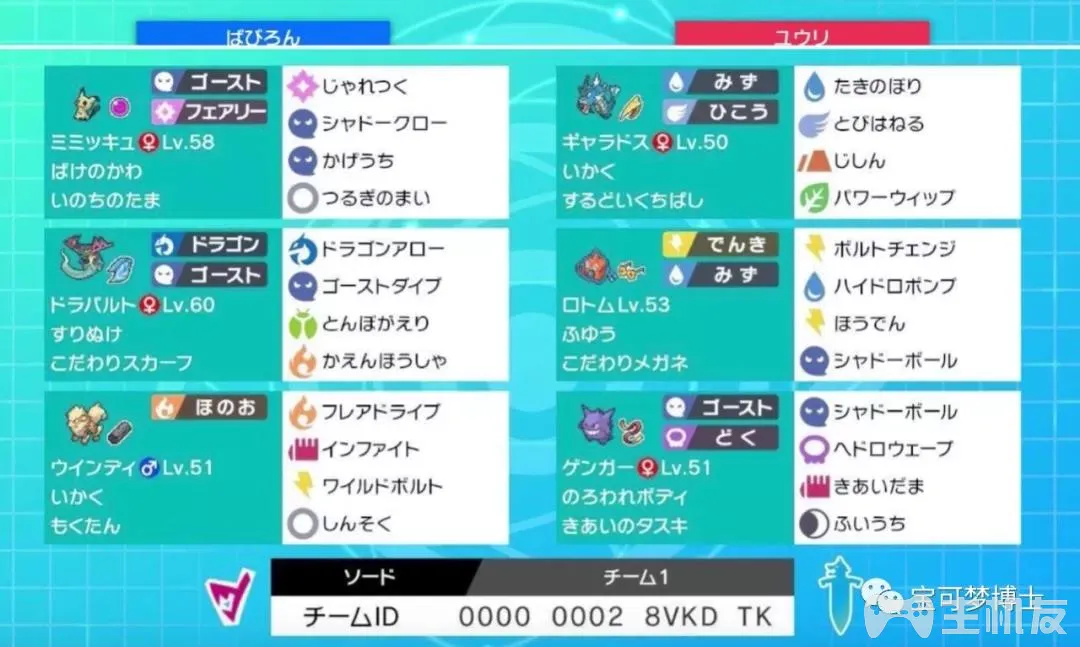 ぱぴろん
ユウリ
ゴースト
フェアリー
ミミッキュ♀Lv.58
ばけのかわ
いのちのたま
じゃれつく
シャドークロー
かげうち
つるぎのまい
みず
ひこう
ギャラドス♀Lv.50
いかく
するどいくちばし
たきのぼり
とびはねる
じしん
パワーウィップ
ドラゴン
ゴースト
ドラパルト♀Lv.60
すりぬけ
こだわりスカーフ
ドラゴンアロー
ゴーストダイブ
とんぼがえり
かえんほうしゃ
でんき
みず
ロトムLv.53
ふゆう
こだわりメガネ
ボルトチェンジ
ハイドロポンプ
ほうでん
シャドーボール
ほのお
ウインディ♂Lv.51
いかく
もくたん
フレアドライブ
インファイト
ワイルドボルト
しんそく
ゴースト
どく
ゲンガー♀Lv.51
のろわれボディ
きあいのタスキ
シャドーボール
ヘドロウェーブ
きあいだま
ふいうち
ソード
チーム1
チームID
0000 0002 8VKD TK
宝可梦博士
主机友